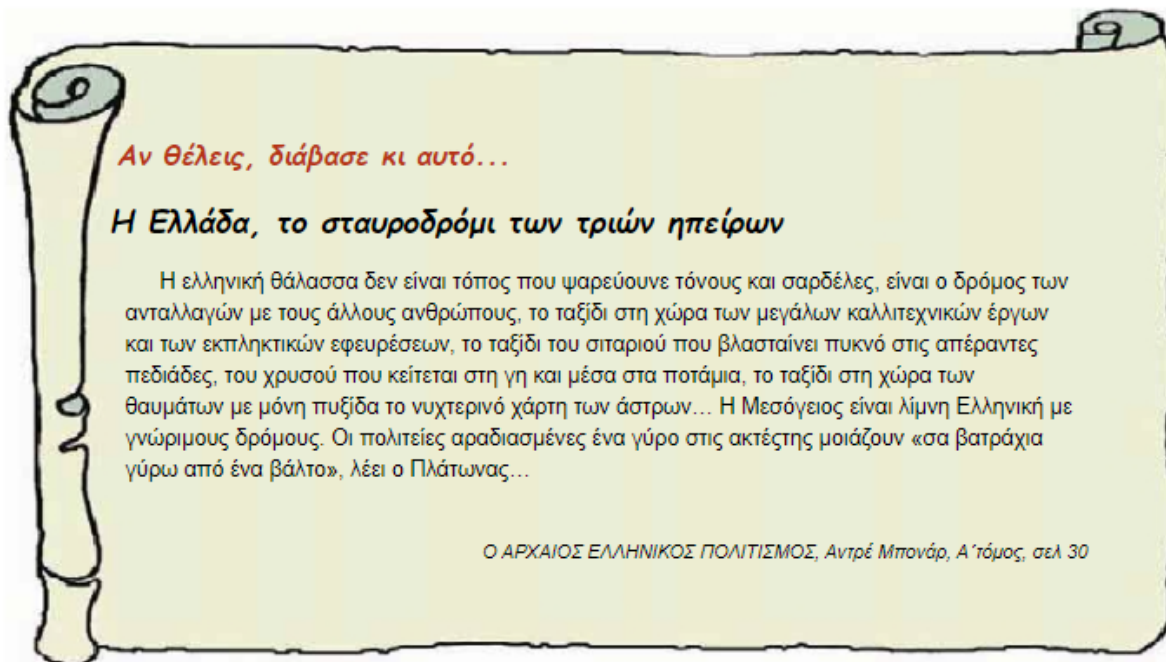 Αν θέλεις, διάβασε κι αυτό...
Η Ελλάδα, το σταυροδρόμι των τριών ηπείρων
Η ελληνική θάλασσα δεν είναι τόπος που ψαρεύουνε τόνους και σαρδέλες, είναι ο δρόμος των
ανταλλαγών με τους άλλους ανθρώπους, το ταξίδι στη χώρα των μεγάλων καλλιτεχνικών έργων
και των εκπληκτικών εφευρέσεων, το ταξίδι του σιταριού που βλασταίνει πυκνό στις απέραντες
πεδιάδες, του χρυσού που κείτεται στη γη και μέσα στα ποτάμια, το ταξίδι στη χώρα των
θαυμάτων με μόνη πυξίδα το νυχτερινό χάρτη των άστρων... Η Μεσόγειος είναι λίμνη Ελληνική με
γνώριμους δρόμους. Οι πολιτείες αραδιασμένες ένα γύρο στις ακτέςτης μοιάζουν «σα βατράχια
γύρω από ένα βάλτο», λέει ο Πλάτωνας...
Ο ΑΡΧΑΙΟΣ ΕΛΛΗΝΙΚΟΣ ΠΟΛΙΤΙΣΜΟΣ, Αντρέ Μπονάρ, Α΄τόμος, σελ 30